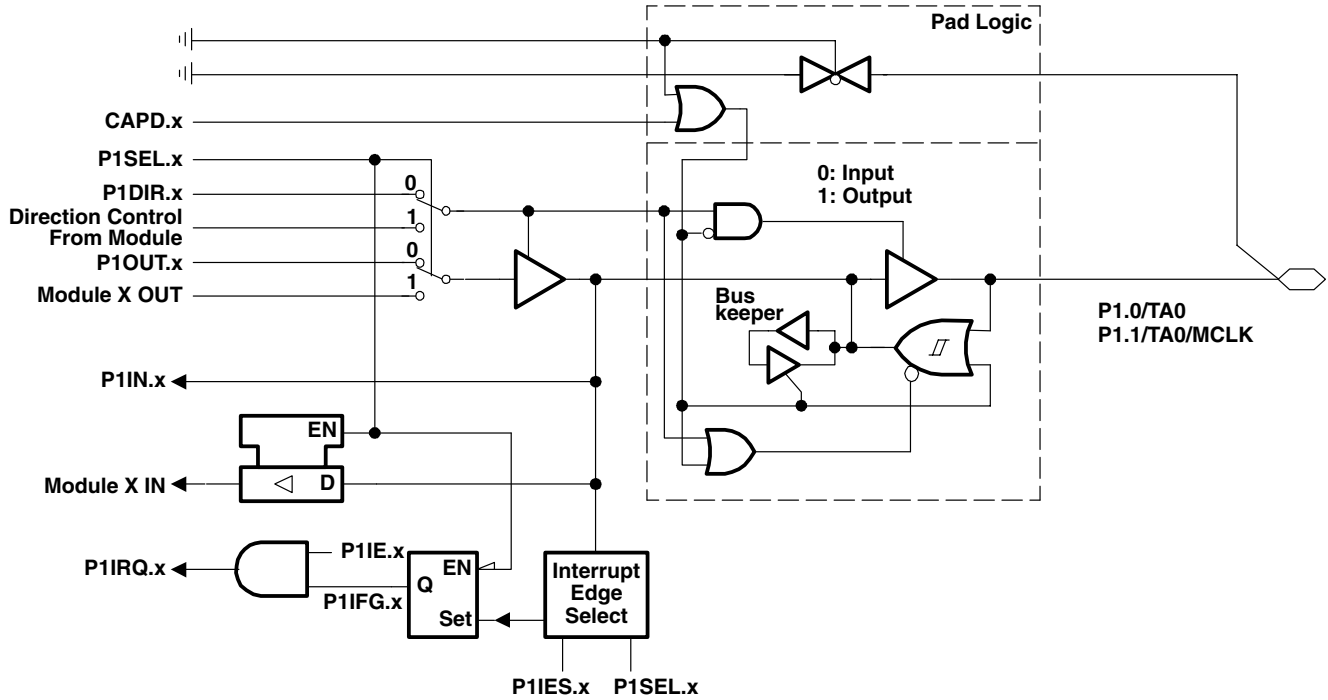 Pad Logic
CAPD.x
P1SEL.x
P1DIR.x
0
Direction Control
From Module
1
P1OUT.x
0
Module X OUT
1
0: Input
1: Output
Bus
keeper
P1.0/TA0
P1.1/TA0/MCLK
P1IN.x
EN
Module X IN
D
P1IRQ.x
P1IE.x
P1IFG.x
EN
Q
Set
Interrupt
Edge
Select
P1IES.x
P1SEL.x